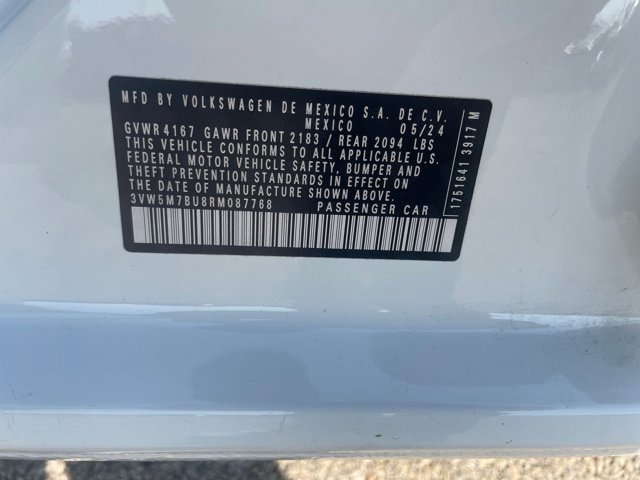 MFD BY VOLKSWAGEN DE MEXICO S.A. DE C.V.
MEXICO 05/24
GVWR 4167 GAWR FRONT 2183 / REAR 2094 LBS
THIS VEHICLE CONFORMS TO ALL APPLICABLE U.S.
FEDERAL MOTOR VEHICLE SAFETY, BUMPER AND
THEFT PREVENTION STANDARDS IN EFFECT ON
THE DATE OF MANUFACTURE SHOWN ABOVE.
3VW5M7BU8RM087768 PASSENGER CAR
1751641 3917 M